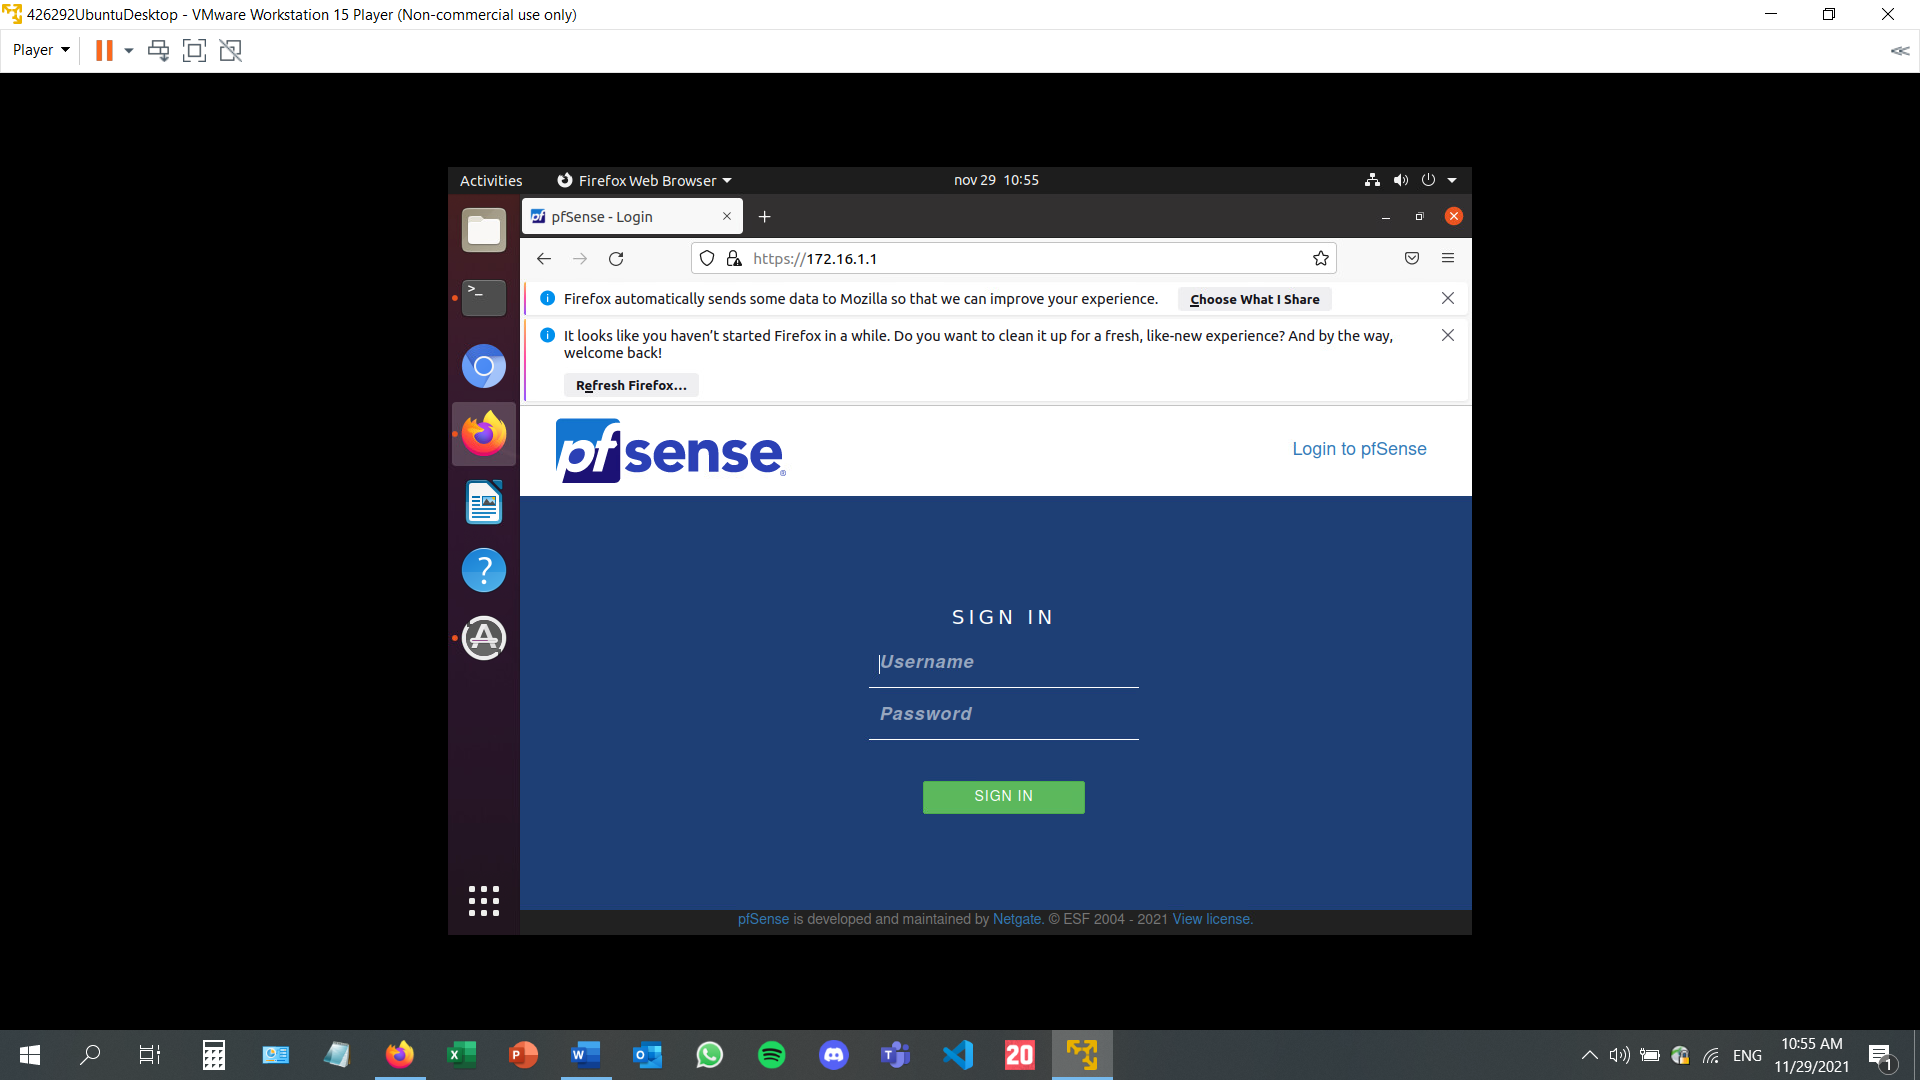 426292UbuntuDesktop - VMware Workstation 15 Player (Non-commercial use only)
Player
Activities
Firefox Web Browser
nov 29 10:55
pf
pfSense - Login
https://172.16.1.1
Firefox automatically sends some data to Mozilla so that we can improve your experience.
Choose What I Share
It looks like you haven't started Firefox in a while. Do you want to clean it up for a fresh, like-new experience? And by the way,
welcome back!
Refresh Firefox...
pfsense®
Login to pfSense
SIGN IN
Username
Password
SIGN IN
pfSense is developed and maintained by Netgate. © ESF 2004 - 2021 View license.
20
ENG
10:55 AM
11/29/2021
1